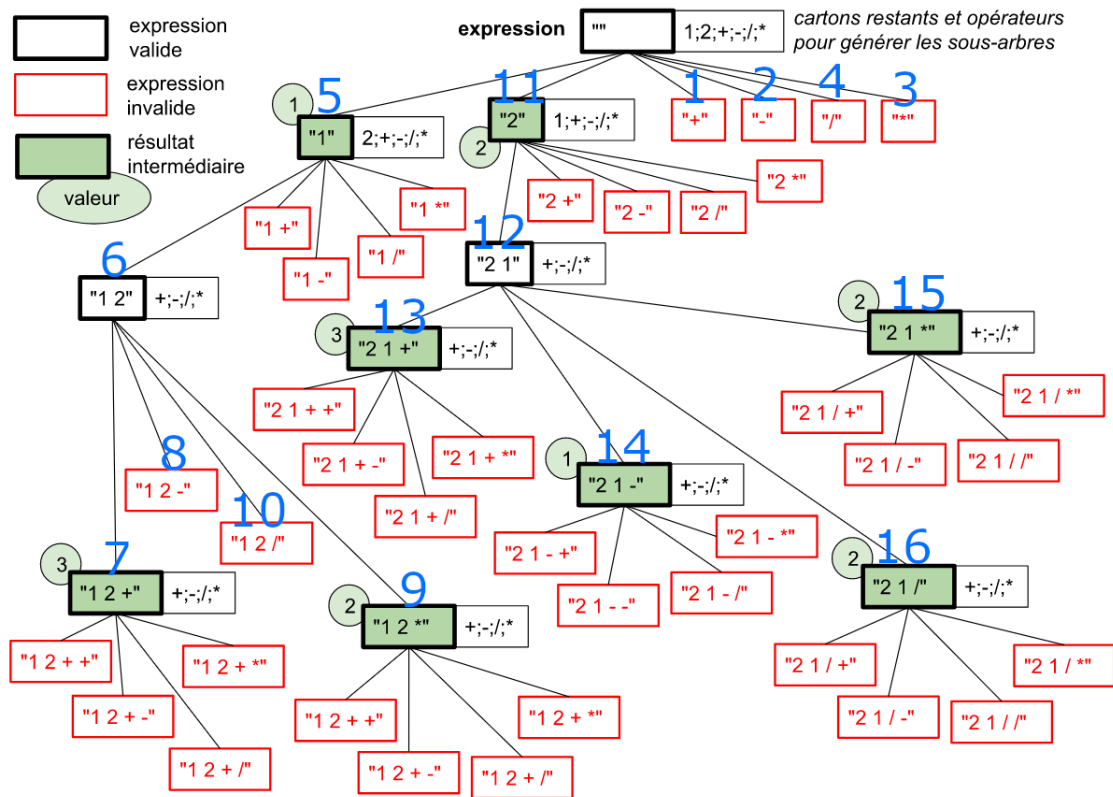 expression
valide
expression
invalide
résultat
intermédiaire
valeur
expression
""
1;2;+;-;/;*
cartons restants et opérateurs
pour générer les sous-arbres
5
11
1
2
4
3
1
"1"
2;+;-;/;*
2
"2"
1;+;-;/;*
"+"
"-"
"/"
"*"
"1 +"
"1 -"
"1 /"
"1 *"
"2 +"
"2 -"
"2 /"
"2 *"
6
"1 2"
+;-;/;*
12
"2 1"
+;-;/;*
13
3
"2 1 +"
+;-;/;*
15
2
"2 1 *"
+;-;/;*
"2 1 + +"
"2 1 + -"
"2 1 + /"
"2 1 + *"
"2 1 / +"
"2 1 / -"
"2 1 / /"
"2 1 / *"
8
"1 2 -"
10
"1 2 /"
14
1
"2 1 -"
+;-;/;*
"2 1 - +"
"2 1 - -"
"2 1 - /"
"2 1 - *"
7
3
"1 2 +"
+;-;/;*
9
2
"1 2 *"
+;-;/;*
16
2
"2 1 /"
+;-;/;*
"1 2 + +"
"1 2 + -"
"1 2 + /"
"1 2 + *"
"1 2 + +"
"1 2 + -"
"1 2 + /"
"1 2 + *"
"2 1 / +"
"2 1 / -"
"2 1 / /"
"2 1 / *"